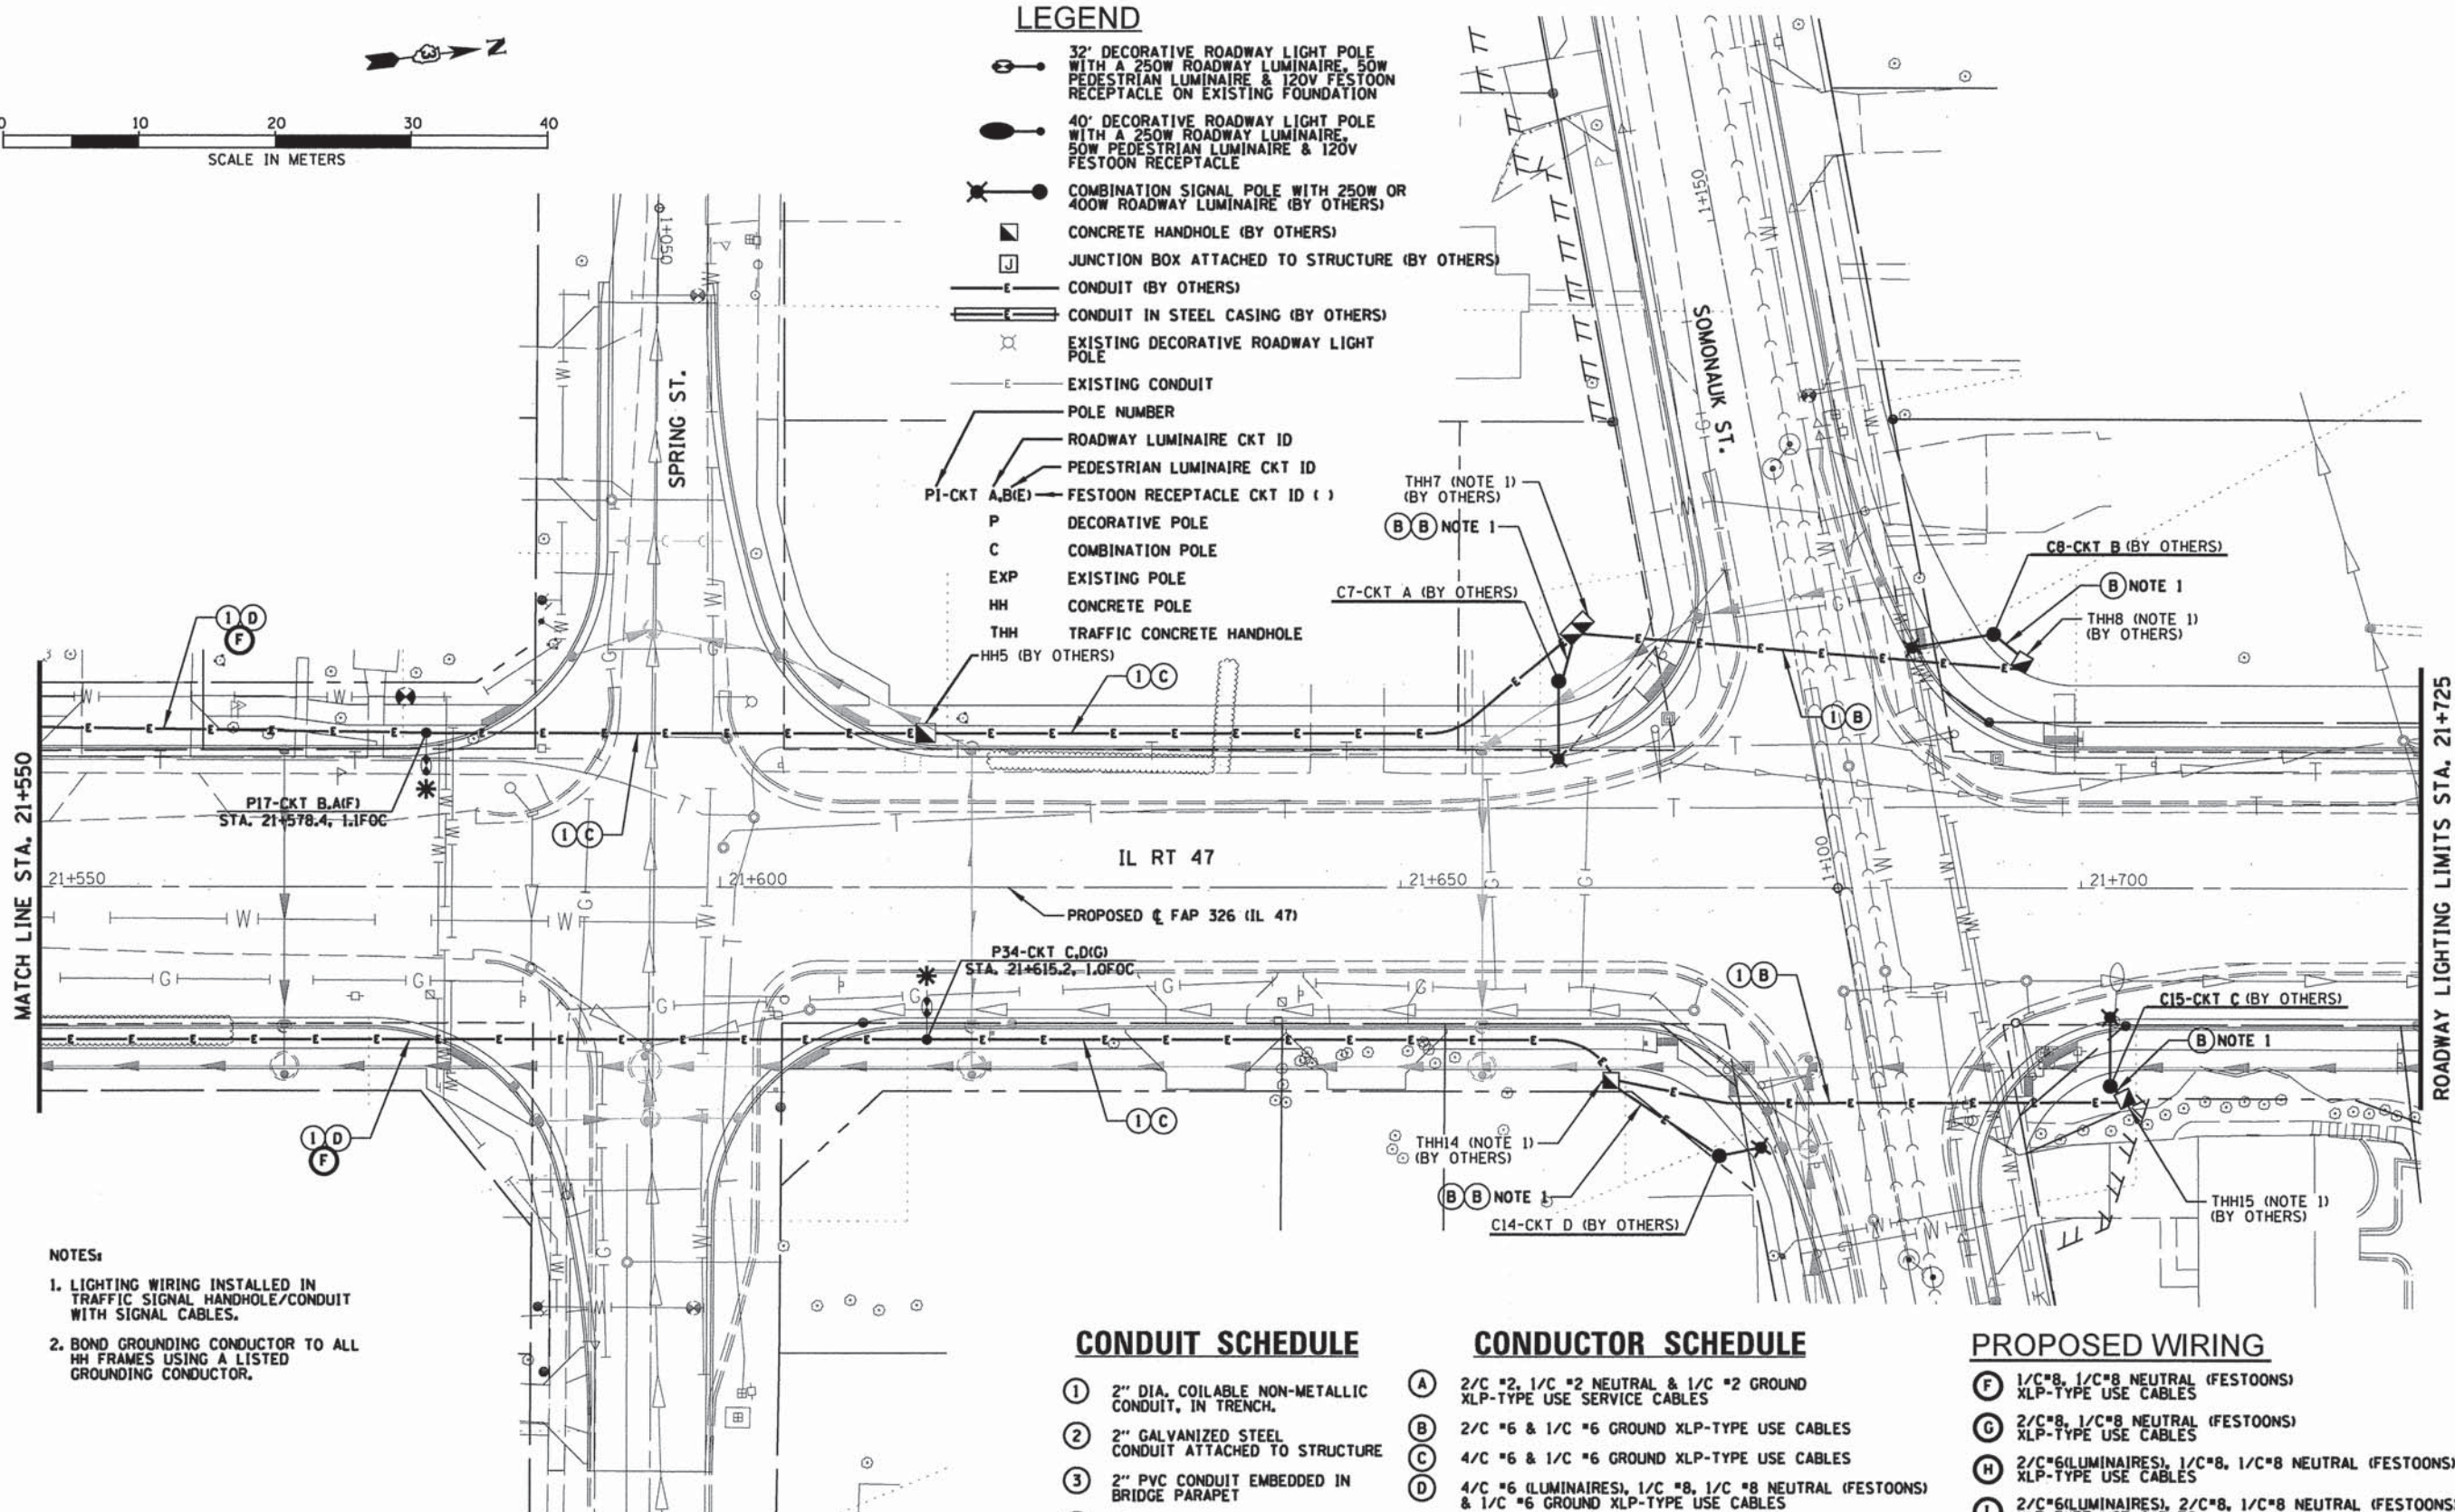 LEGEND
32' DECORATIVE ROADWAY LIGHT POLE
WITH A 250W ROADWAY LUMINAIRE, 50W
PEDESTRIAN LUMINAIRE & 120V FESTOON
RECEPTACLE ON EXISTING FOUNDATION
40' DECORATIVE ROADWAY LIGHT POLE
WITH A 250W ROADWAY LUMINAIRE,
50W PEDESTRIAN LUMINAIRE & 120V
FESTOON RECEPTACLE
COMBINATION SIGNAL POLE WITH 250W OR
400W ROADWAY LUMINAIRE (BY OTHERS)
CONCRETE HANDHOLE (BY OTHERS)
J JUNCTION BOX ATTACHED TO STRUCTURE (BY OTHERS)
E CONDUIT (BY OTHERS)
E CONDUIT IN STEEL CASING (BY OTHERS)
EXISTING DECORATIVE ROADWAY LIGHT
POLE
E EXISTING CONDUIT
POLE NUMBER
ROADWAY LUMINAIRE CKT ID
PEDESTRIAN LUMINAIRE CKT ID
P1-CKT A,B(E) FESTOON RECEPTACLE CKT ID ( )
P DECORATIVE POLE
C COMBINATION POLE
EXP EXISTING POLE
HH CONCRETE POLE
THH TRAFFIC CONCRETE HANDHOLE
N
0 10 20 30 40
SCALE IN METERS
1+050
SPRING ST.
1+150
SOMONAUK ST.
THH7 (NOTE 1)
(BY OTHERS)
B B NOTE 1
C7-CKT A (BY OTHERS)
C8-CKT B (BY OTHERS)
B NOTE 1
THH8 (NOTE 1)
(BY OTHERS)
1 D
F
HH5 (BY OTHERS)
1 C
1 B
P17-CKT B,A(F)
STA. 21+578.4, 1.1FOC
1 C
MATCH LINE STA. 21+550
ROADWAY LIGHTING LIMITS STA. 21+725
IL RT 47
21+550
21+600
21+650
21+700
1+100
PROPOSED ℄ FAP 326 (IL 47)
P34-CKT C,D(G)
STA. 21+615.2, 1.0FOC
1 B
C15-CKT C (BY OTHERS)
B NOTE 1
1 D
F
1 C
THH14 (NOTE 1)
(BY OTHERS)
B B NOTE 1
C14-CKT D (BY OTHERS)
THH15 (NOTE 1)
(BY OTHERS)
NOTES:
1. LIGHTING WIRING INSTALLED IN
TRAFFIC SIGNAL HANDHOLE/CONDUIT
WITH SIGNAL CABLES.
2. BOND GROUNDING CONDUCTOR TO ALL
HH FRAMES USING A LISTED
GROUNDING CONDUCTOR.
CONDUIT SCHEDULE
1 2" DIA. COILABLE NON-METALLIC
CONDUIT, IN TRENCH.
2 2" GALVANIZED STEEL
CONDUIT ATTACHED TO STRUCTURE
3 2" PVC CONDUIT EMBEDDED IN
BRIDGE PARAPET
CONDUCTOR SCHEDULE
A 2/C #2, 1/C #2 NEUTRAL & 1/C #2 GROUND
XLP-TYPE USE SERVICE CABLES
B 2/C #6 & 1/C #6 GROUND XLP-TYPE USE CABLES
C 4/C #6 & 1/C #6 GROUND XLP-TYPE USE CABLES
D 4/C #6 (LUMINAIRES), 1/C #8, 1/C #8 NEUTRAL (FESTOONS)
& 1/C #6 GROUND XLP-TYPE USE CABLES
PROPOSED WIRING
F 1/C#8, 1/C#8 NEUTRAL (FESTOONS)
XLP-TYPE USE CABLES
G 2/C#8, 1/C#8 NEUTRAL (FESTOONS)
XLP-TYPE USE CABLES
H 2/C#6(LUMINAIRES), 1/C#8, 1/C#8 NEUTRAL (FESTOONS)
XLP-TYPE USE CABLES
I 2/C#6(LUMINAIRES), 2/C#8, 1/C#8 NEUTRAL (FESTOONS)